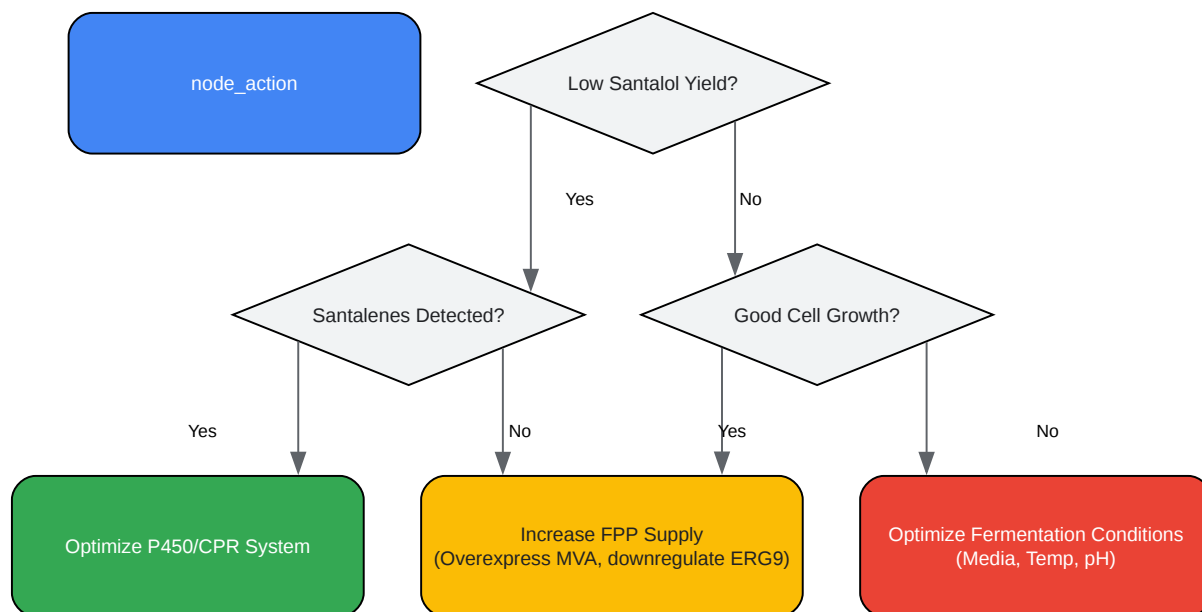 node_action
Low Santalol Yield?
Yes
No
Santalenes Detected?
Good Cell Growth?
Yes
No
Yes
No
Optimize P450/CPR System
Increase FPP Supply
(Overexpress MVA, downregulate ERG9)
Optimize Fermentation Conditions
(Media, Temp, pH)